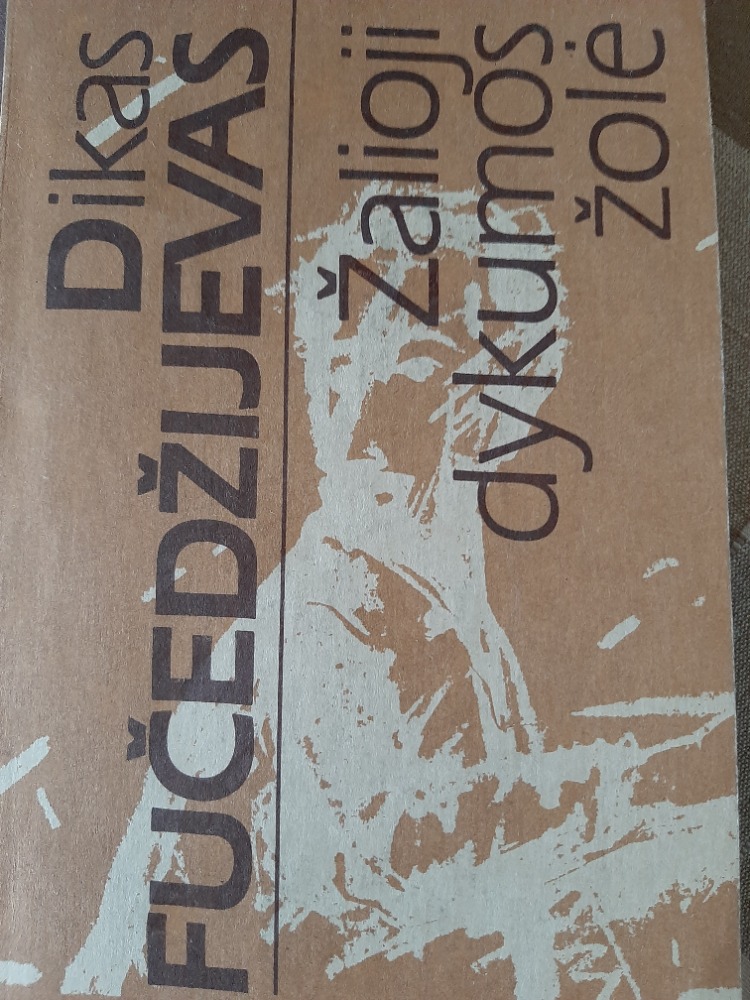 Dikas
FUČEDŽIJEVAS
Žalioji
dykumos
žolė